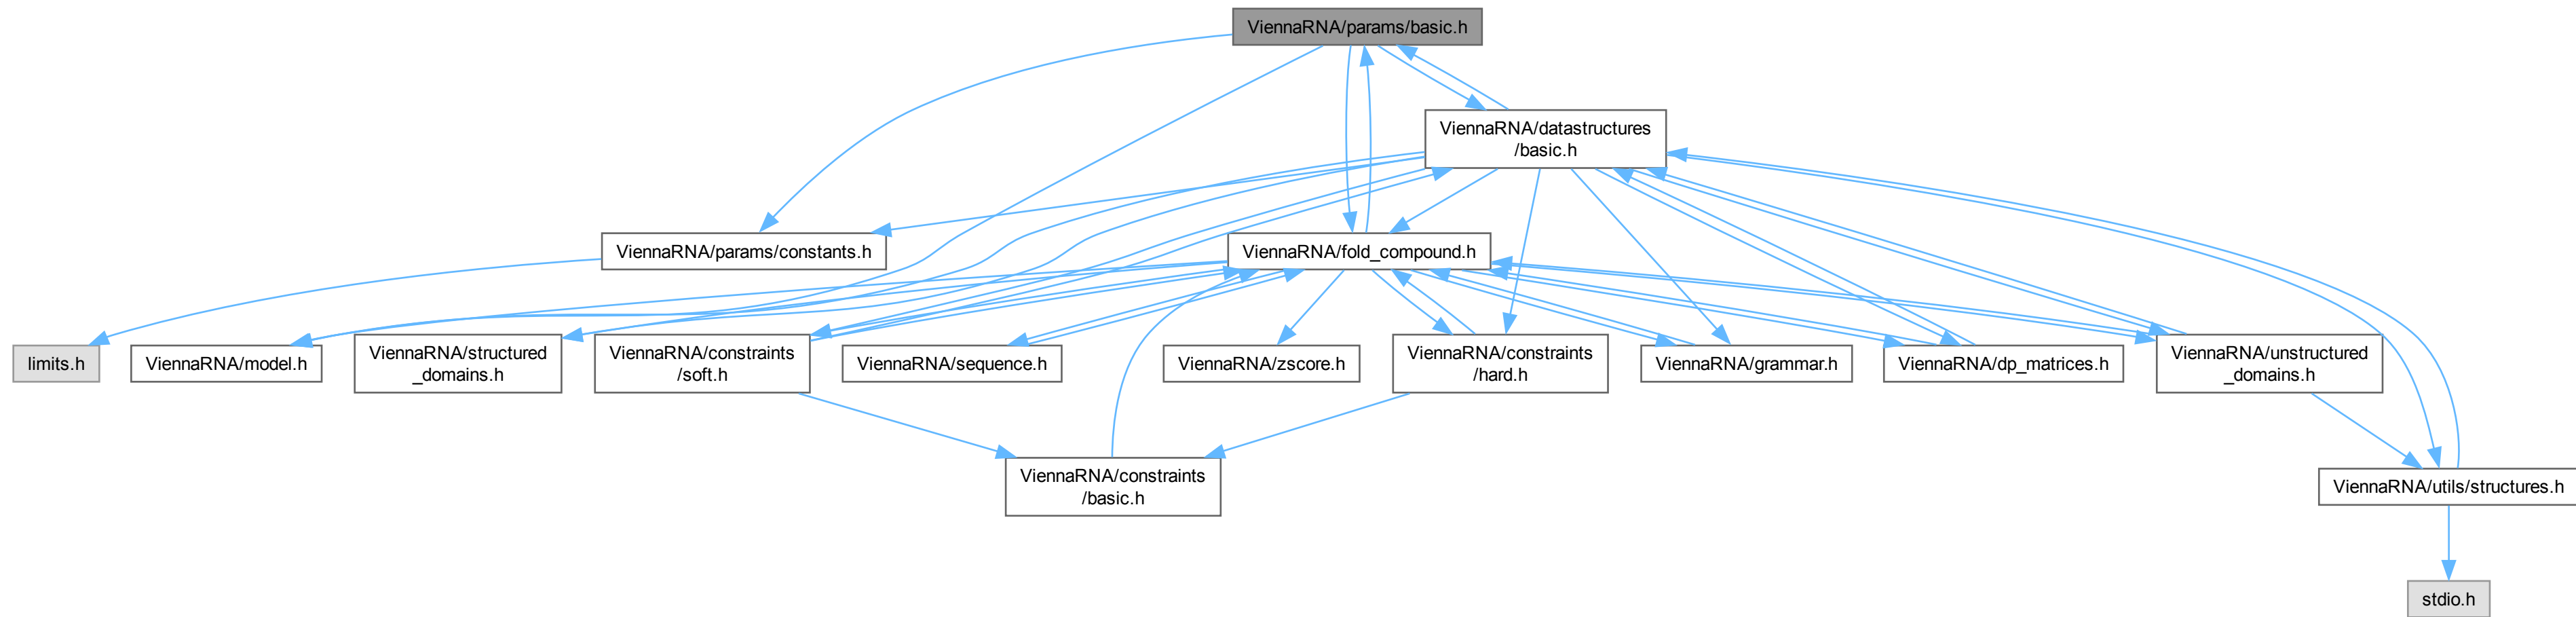 ViennaRNA/params/basic.h
ViennaRNA/datastructures
/basic.h
ViennaRNA/params/constants.h
ViennaRNA/fold_compound.h
limits.h
ViennaRNA/model.h
ViennaRNA/structured
_domains.h
ViennaRNA/constraints
/soft.h
ViennaRNA/sequence.h
ViennaRNA/zscore.h
ViennaRNA/constraints
/hard.h
ViennaRNA/grammar.h
ViennaRNA/dp_matrices.h
ViennaRNA/unstructured
_domains.h
ViennaRNA/constraints
/basic.h
ViennaRNA/utils/structures.h
stdio.h